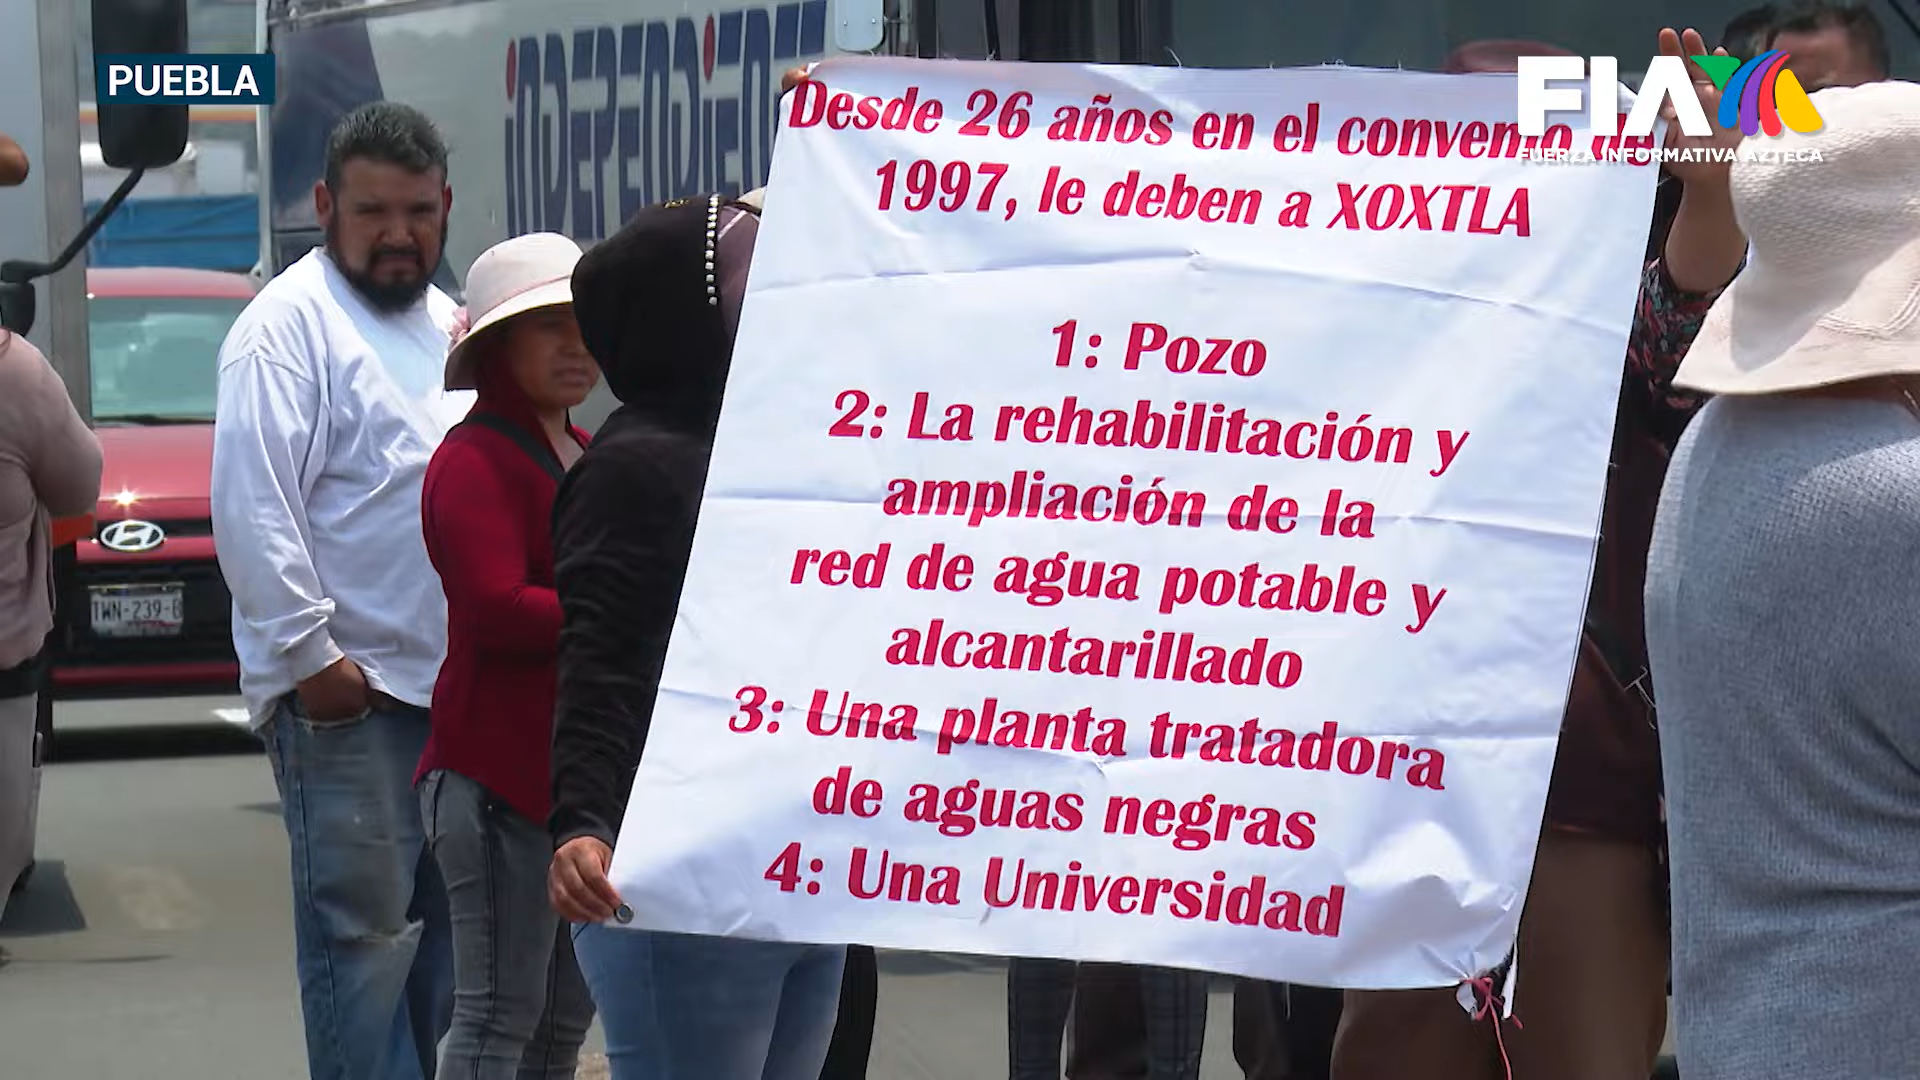 PUEBLA
INDEPENDIENTE
FIA
FUERZA INFORMATIVA AZTECA
Desde 26 años en el convenio de
1997, le deben a XOXTLA
1: Pozo
2: La rehabilitación y
ampliación de la
red de agua potable y
alcantarillado
3: Una planta tratadora
de aguas negras
4: Una Universidad
TWN-239-B